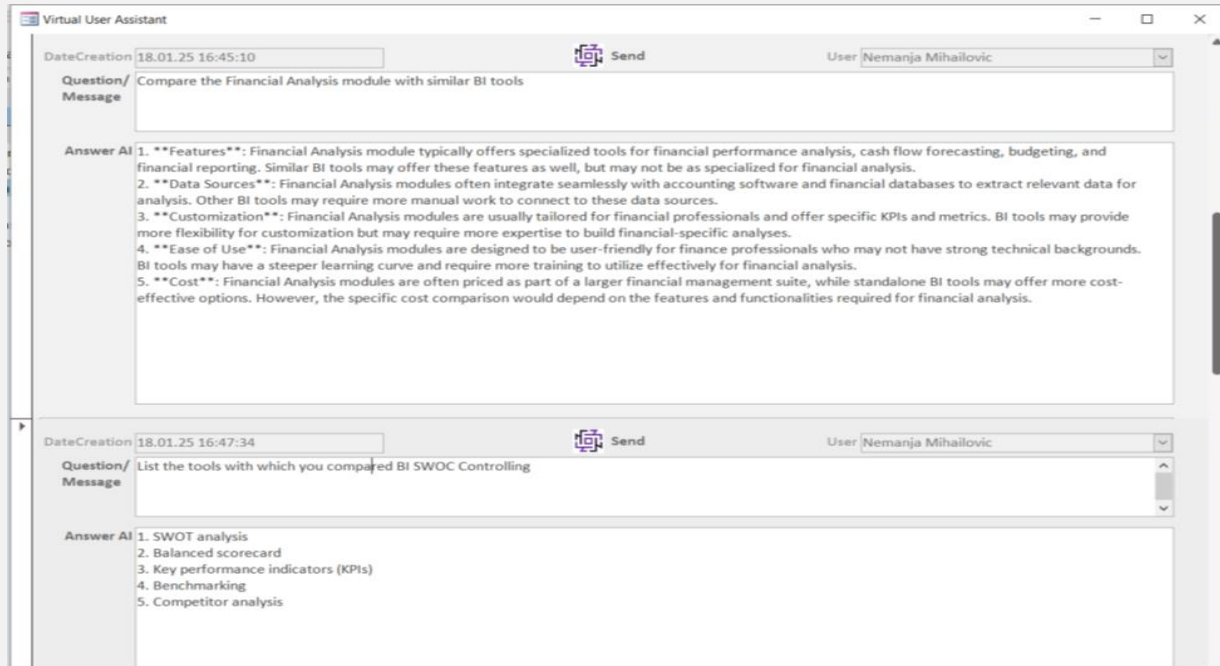 Virtual User Assistant
DateCreation 18.01.25 16:45:10 Send User Nemanja Mihailovic
Question/ Message Compare the Financial Analysis module with similar BI tools
Answer AI 1. **Features**: Financial Analysis module typically offers specialized tools for financial performance analysis, cash flow forecasting, budgeting, and
financial reporting. Similar BI tools may offer these features as well, but may not be as specialized for financial analysis.
2. **Data Sources**: Financial Analysis modules often integrate seamlessly with accounting software and financial databases to extract relevant data for
analysis. Other BI tools may require more manual work to connect to these data sources.
3. **Customization**: Financial Analysis modules are usually tailored for financial professionals and offer specific KPIs and metrics. BI tools may provide
more flexibility for customization but may require more expertise to build financial-specific analyses.
4. **Ease of Use**: Financial Analysis modules are designed to be user-friendly for finance professionals who may not have strong technical backgrounds.
BI tools may have a steeper learning curve and require more training to utilize effectively for financial analysis.
5. **Cost**: Financial Analysis modules are often priced as part of a larger financial management suite, while standalone BI tools may offer more cost-
effective options. However, the specific cost comparison would depend on the features and functionalities required for financial analysis.
DateCreation 18.01.25 16:47:34 Send User Nemanja Mihailovic
Question/ Message List the tools with which you compared BI SWOC Controlling
Answer AI 1. SWOT analysis
2. Balanced scorecard
3. Key performance indicators (KPIs)
4. Benchmarking
5. Competitor analysis